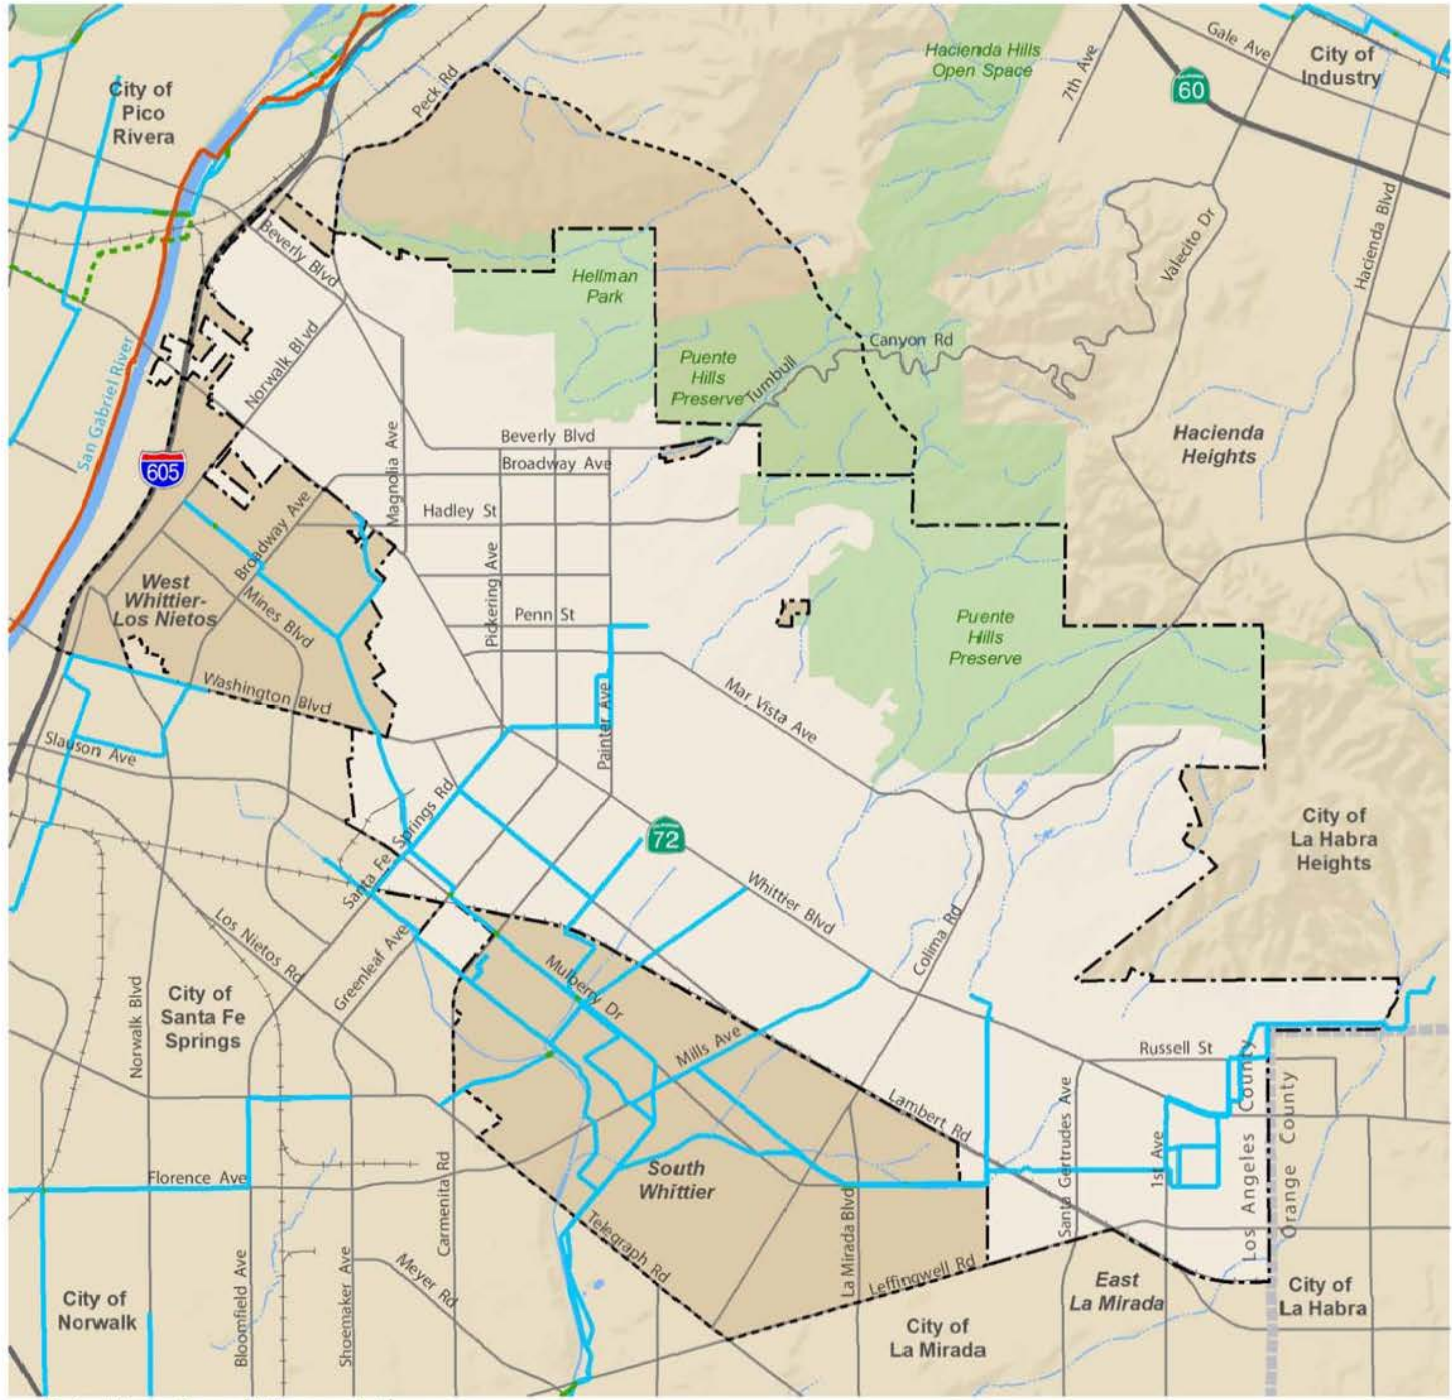 Gale Ave
City of
Industry
Hacienda Hills
Open Space
7th Ave
60
Peck Rd
City of
Pico
Rivera
Hacienda Blvd
Valecito Dr
Beverly Blvd
Hellman
Park
Norwalk Blvd
Canyon Rd
Turnbull
Puente
Hills
Preserve
San Gabriel River
Hacienda
Heights
Beverly Blvd
Broadway Ave
605
Magnolia Ave
Hadley St
Broadway Ave
West
Whittier-
Los Nietos
Mines Blvd
Pickering Ave
Penn St
Puente
Hills
Preserve
Washington Blvd
Painter Ave
Mar Vista Ave
Slauson Ave
Santa Fe Springs Rd
72
City of
La Habra
Heights
Whittier Blvd
Colima Rd
Los Nietos Rd
Greenleaf Ave
Mulberry Dr
City of
Santa Fe
Springs
Norwalk Blvd
Mills Ave
Russell St
Lambert Rd
Santa Gertrudes Ave
1st Ave
Los Angeles County
Orange County
Florence Ave
Carmenita Rd
South
Whittier
La Mirada Blvd
Telegraph Rd
Leffingwell Rd
Bloomfield Ave
Shoemaker Ave
Meyer Rd
City of
Norwalk
East
La Mirada
City of
La Habra
City of
La Mirada